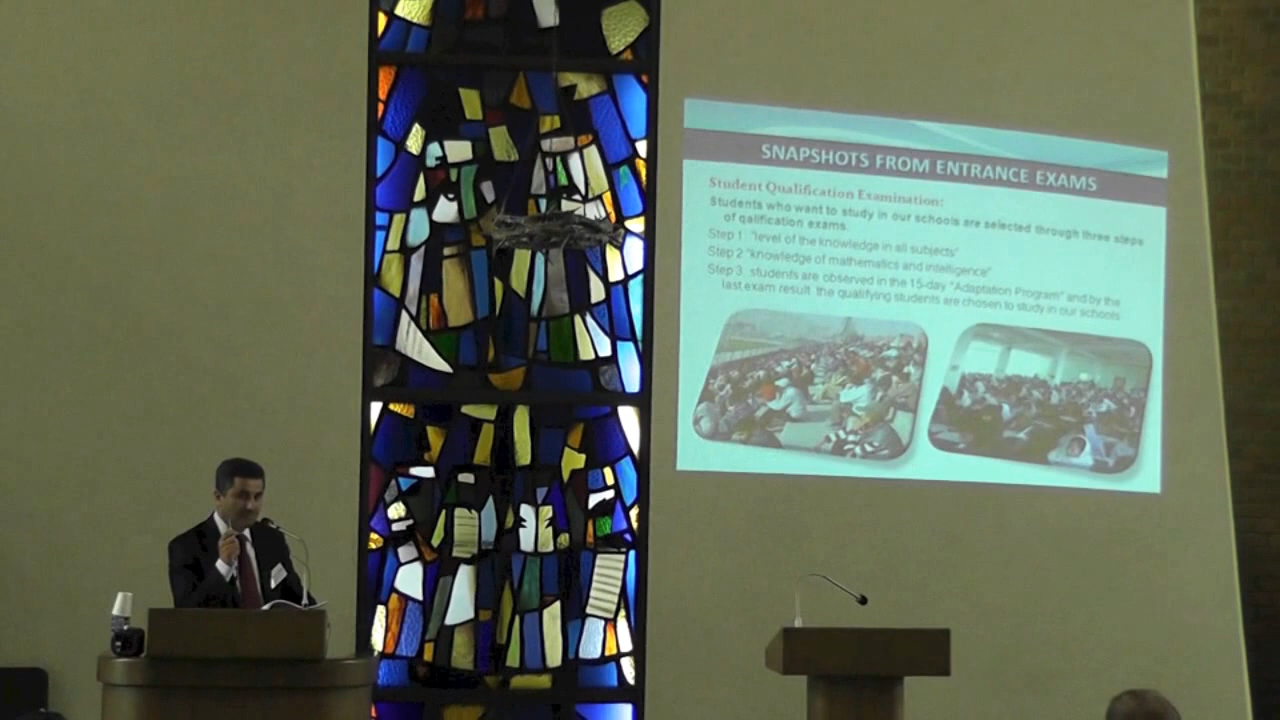 SNAPSHOTS FROM ENTRANCE EXAMS
Student Qualification Examination:
Students who want to study in our schools are selected through three steps
of qalification exams.
Step 1: "level of the knowledge in all subjects"
Step 2 "knowledge of mathematics and intelligence"
Step 3: students are observed in the 15-day "Adaptation Program" and by the
last exam result the qualifying students are chosen to study in our schools